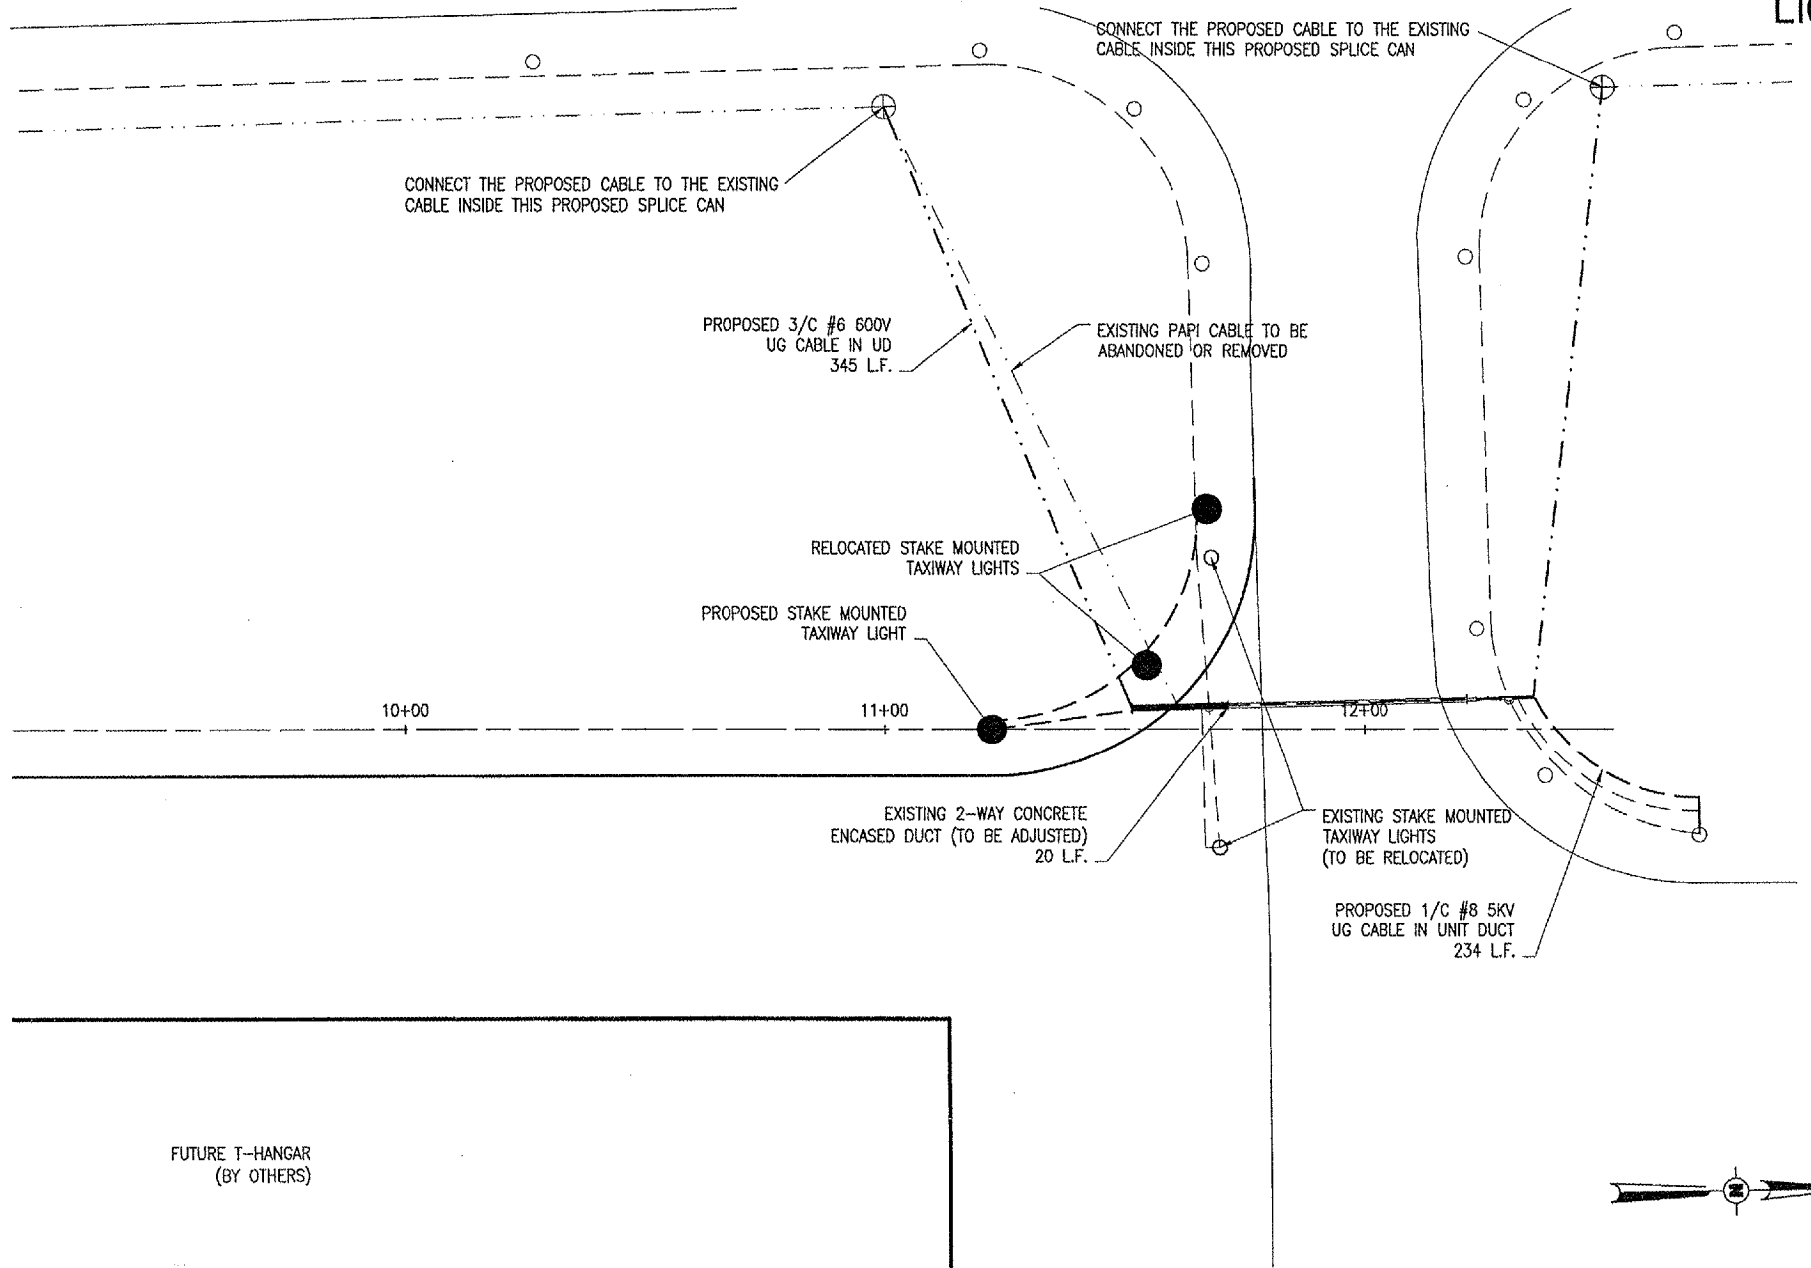 CONNECT THE PROPOSED CABLE TO THE EXISTING
CABLE INSIDE THIS PROPOSED SPLICE CAN
CONNECT THE PROPOSED CABLE TO THE EXISTING
CABLE INSIDE THIS PROPOSED SPLICE CAN
PROPOSED 3/C #6 600V
UG CABLE IN UD
345 L.F.
EXISTING PAPI CABLE TO BE
ABANDONED OR REMOVED
RELOCATED STAKE MOUNTED
TAXIWAY LIGHTS
PROPOSED STAKE MOUNTED
TAXIWAY LIGHT
10+00
11+00
12+00
EXISTING 2-WAY CONCRETE
ENCASED DUCT (TO BE ADJUSTED)
20 L.F.
EXISTING STAKE MOUNTED
TAXIWAY LIGHTS
(TO BE RELOCATED)
PROPOSED 1/C #8 5KV
UG CABLE IN UNIT DUCT
234 L.F.
FUTURE T-HANGAR
(BY OTHERS)
N